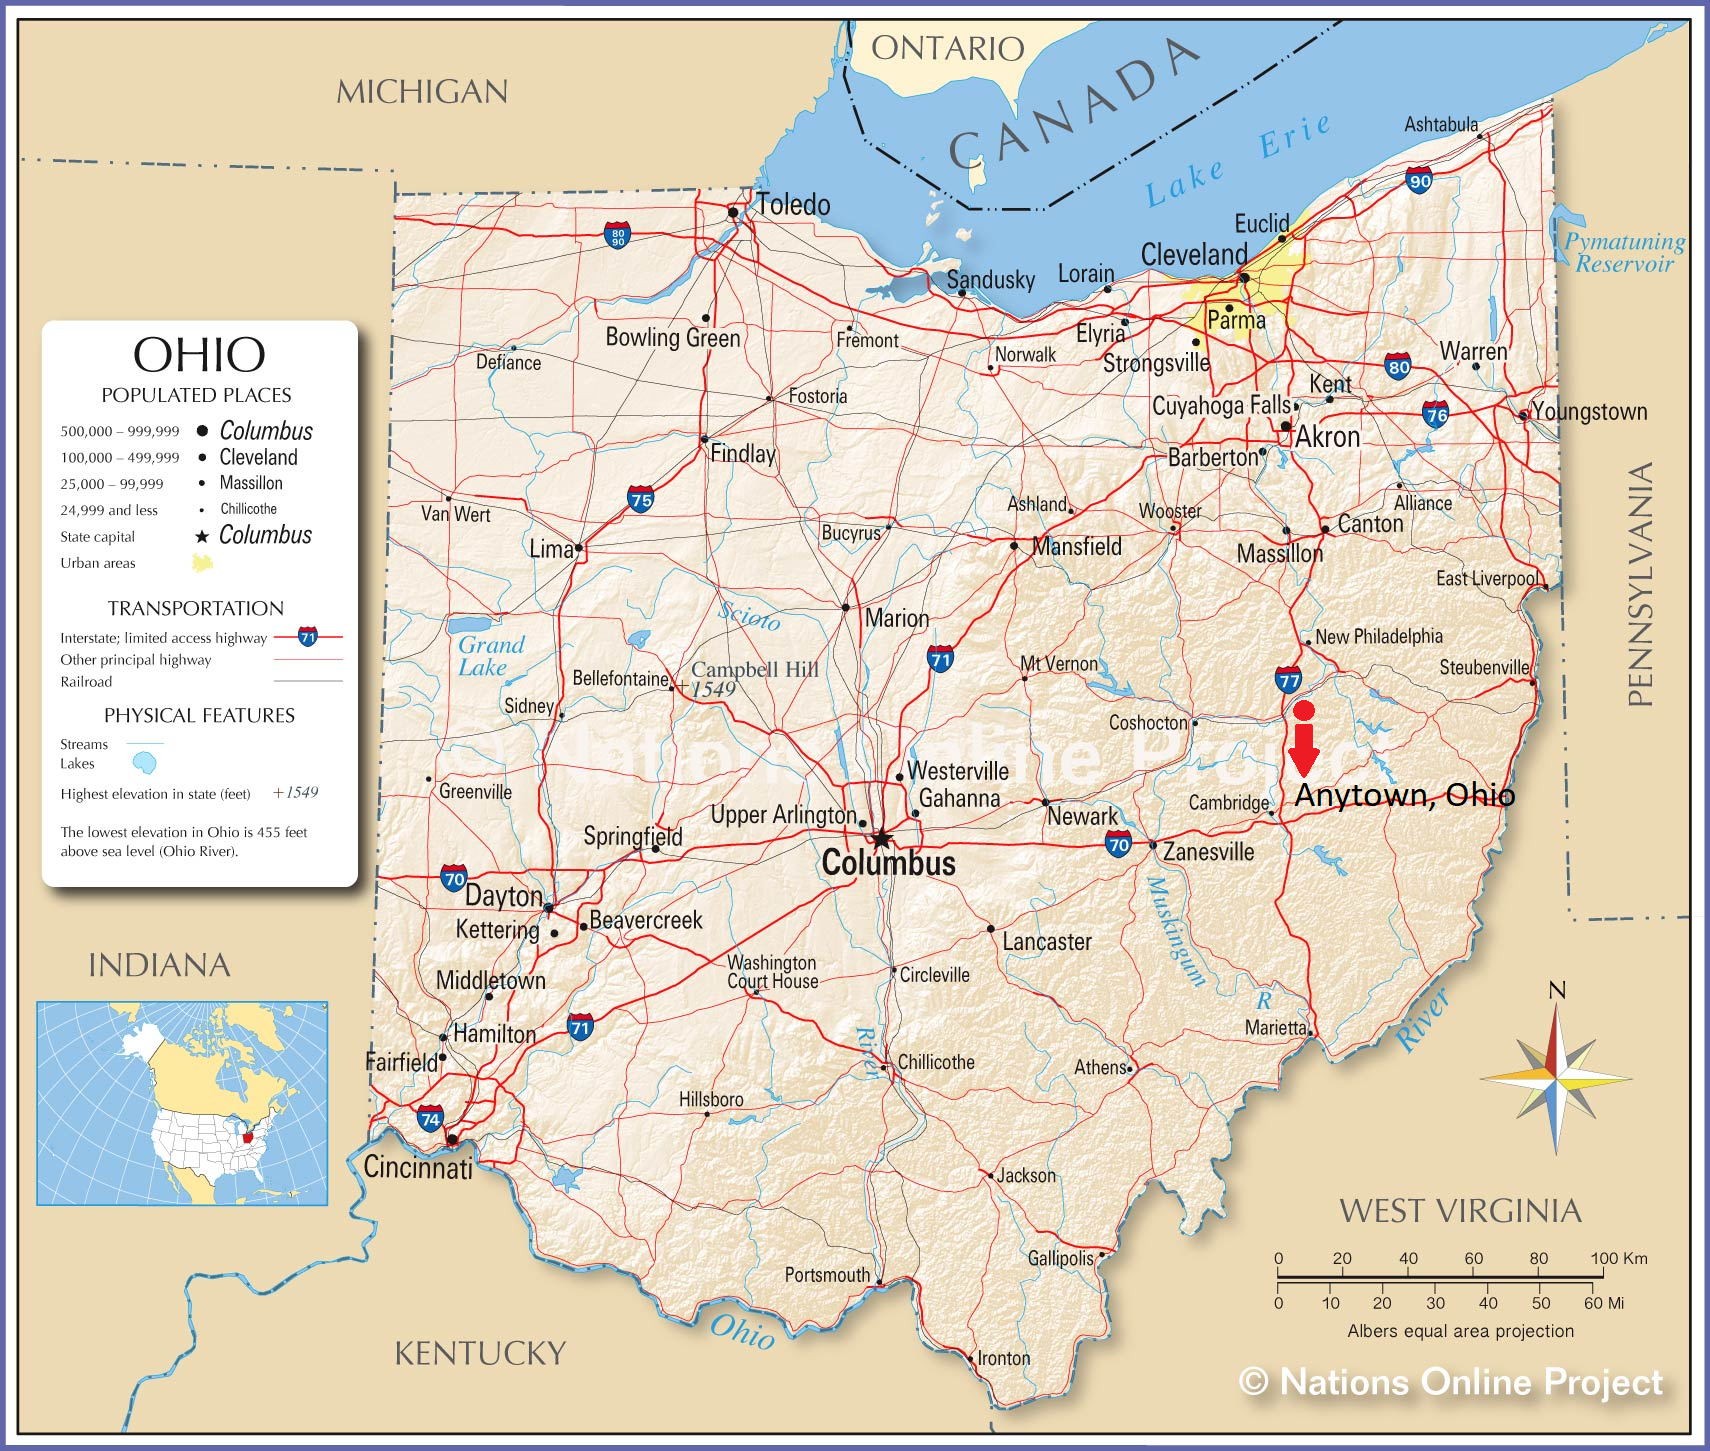 MICHIGAN
ONTARIO
CANADA
Lake Erie
Ashtabula
90
Toledo
80
90
Euclid
Cleveland
Pymatuning
Reservoir
Sandusky
Lorain
Parma
Elyria
Strongsville
Bowling Green
Fremont
Norwalk
Defiance
Warren
80
Kent
Fostoria
Cuyahoga Falls
76
Youngstown
Akron
Findlay
Barberton
75
Van Wert
Ashland
Wooster
Alliance
Bucyrus
Canton
Lima
Mansfield
Massillon
East Liverpool
PENNSYLVANIA
Scioto
Marion
Grand
Lake
New Philadelphia
71
Mt Vernon
Steubenville
Bellefontaine
Campbell Hill
1549
77
Sidney
Coshocton
© Nations Online Project
Westerville
Gahanna
Greenville
Cambridge
Anytown, Ohio
Upper Arlington
Newark
Springfield
Columbus
70
Zanesville
70
Dayton
Kettering
Beavercreek
Muskingum
R
Lancaster
Washington
Court House
Circleville
Middletown
Hamilton
71
River
Marietta
River
Fairfield
Chillicothe
Athens
Hillsboro
74
Cincinnati
Jackson
Gallipolis
Portsmouth
Ohio
Ironton
INDIANA
KENTUCKY
WEST VIRGINIA
OHIO
POPULATED PLACES
500,000 – 999,999 Columbus
100,000 – 499,999 Cleveland
25,000 – 99,999 Massillon
24,999 and less Chillicothe
State capital Columbus
Urban areas
TRANSPORTATION
Interstate; limited access highway 71
Other principal highway
Railroad
PHYSICAL FEATURES
Streams
Lakes
Highest elevation in state (feet) +1549
The lowest elevation in Ohio is 455 feet
above sea level (Ohio River).
N
0 20 40 60 80 100 Km
0 10 20 30 40 50 60 Mi
Albers equal area projection
© Nations Online Project